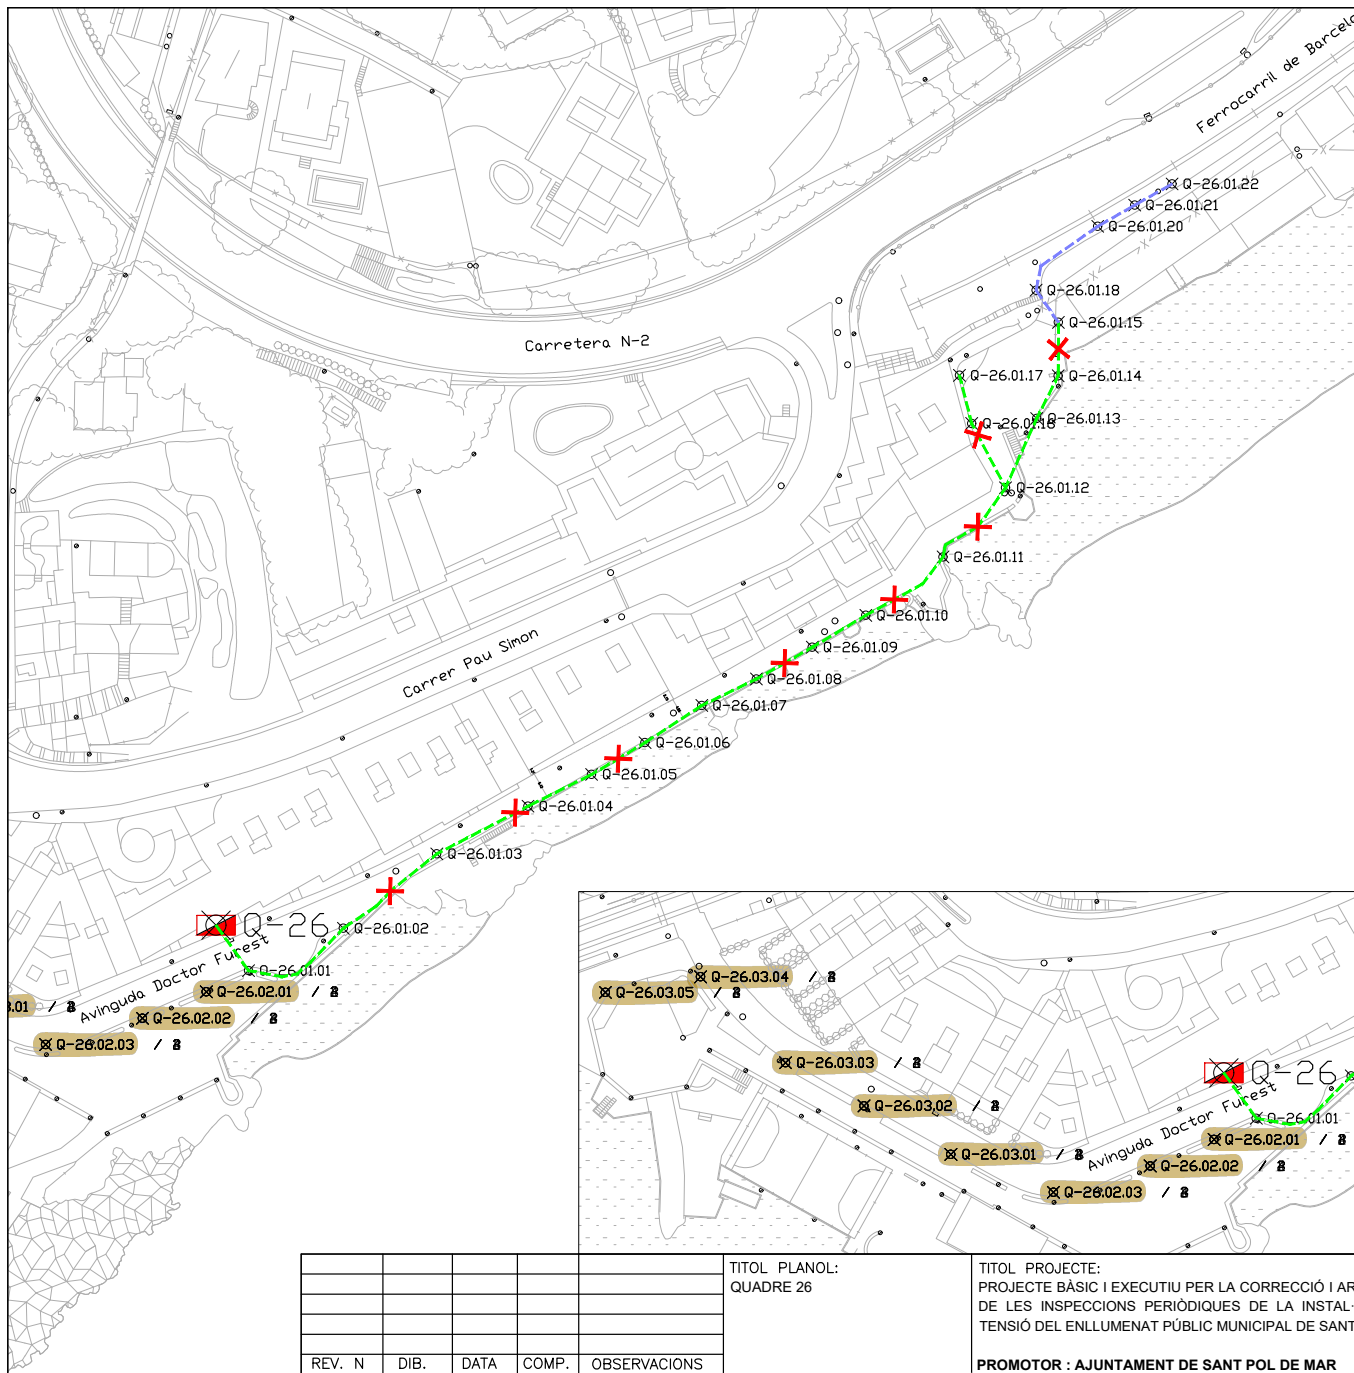 Ferrocarril de Barcelo
Q-26.01.22
Q-26.01.21
Q-26.01.20
Q-26.01.18
Q-26.01.15
Carretera N-2
Q-26.01.17
Q-26.01.14
Q-26.01.13
Q-26.01.16
Q-26.01.12
Q-26.01.11
Q-26.01.10
Carrer Pau Simon
Q-26.01.09
Q-26.01.08
Q-26.01.07
Q-26.01.06
Q-26.01.05
Q-26.01.04
Q-26.01.03
Q-26
Q-26.01.02
Avinguda Doctor Furest
Q-26.01.01
Q-26.02.01 /
3.01 /
Q-26.02.02 /
Q-26.02.03 /
Q-26.03.04 /
Q-26.03.05 /
Q-26.03.03 /
Q-26
Q-26.03.02 /
Q-26.01.01
Avinguda Doctor Furest
Q-26.02.01 /
Q-26.03.01 /
Q-26.02.02 /
Q-26.02.03 /
TITOL PLANOL:
QUADRE 26
TITOL PROJECTE:
PROJECTE BÀSIC I EXECUTIU PER LA CORRECCIÓ I AR
DE LES INSPECCIONS PERIÒDIQUES DE LA INSTAL·
TENSIÓ DEL ENLLUMENAT PÚBLIC MUNICIPAL DE SANT
PROMOTOR : AJUNTAMENT DE SANT POL DE MAR
REV. N DIB. DATA COMP. OBSERVACIONS